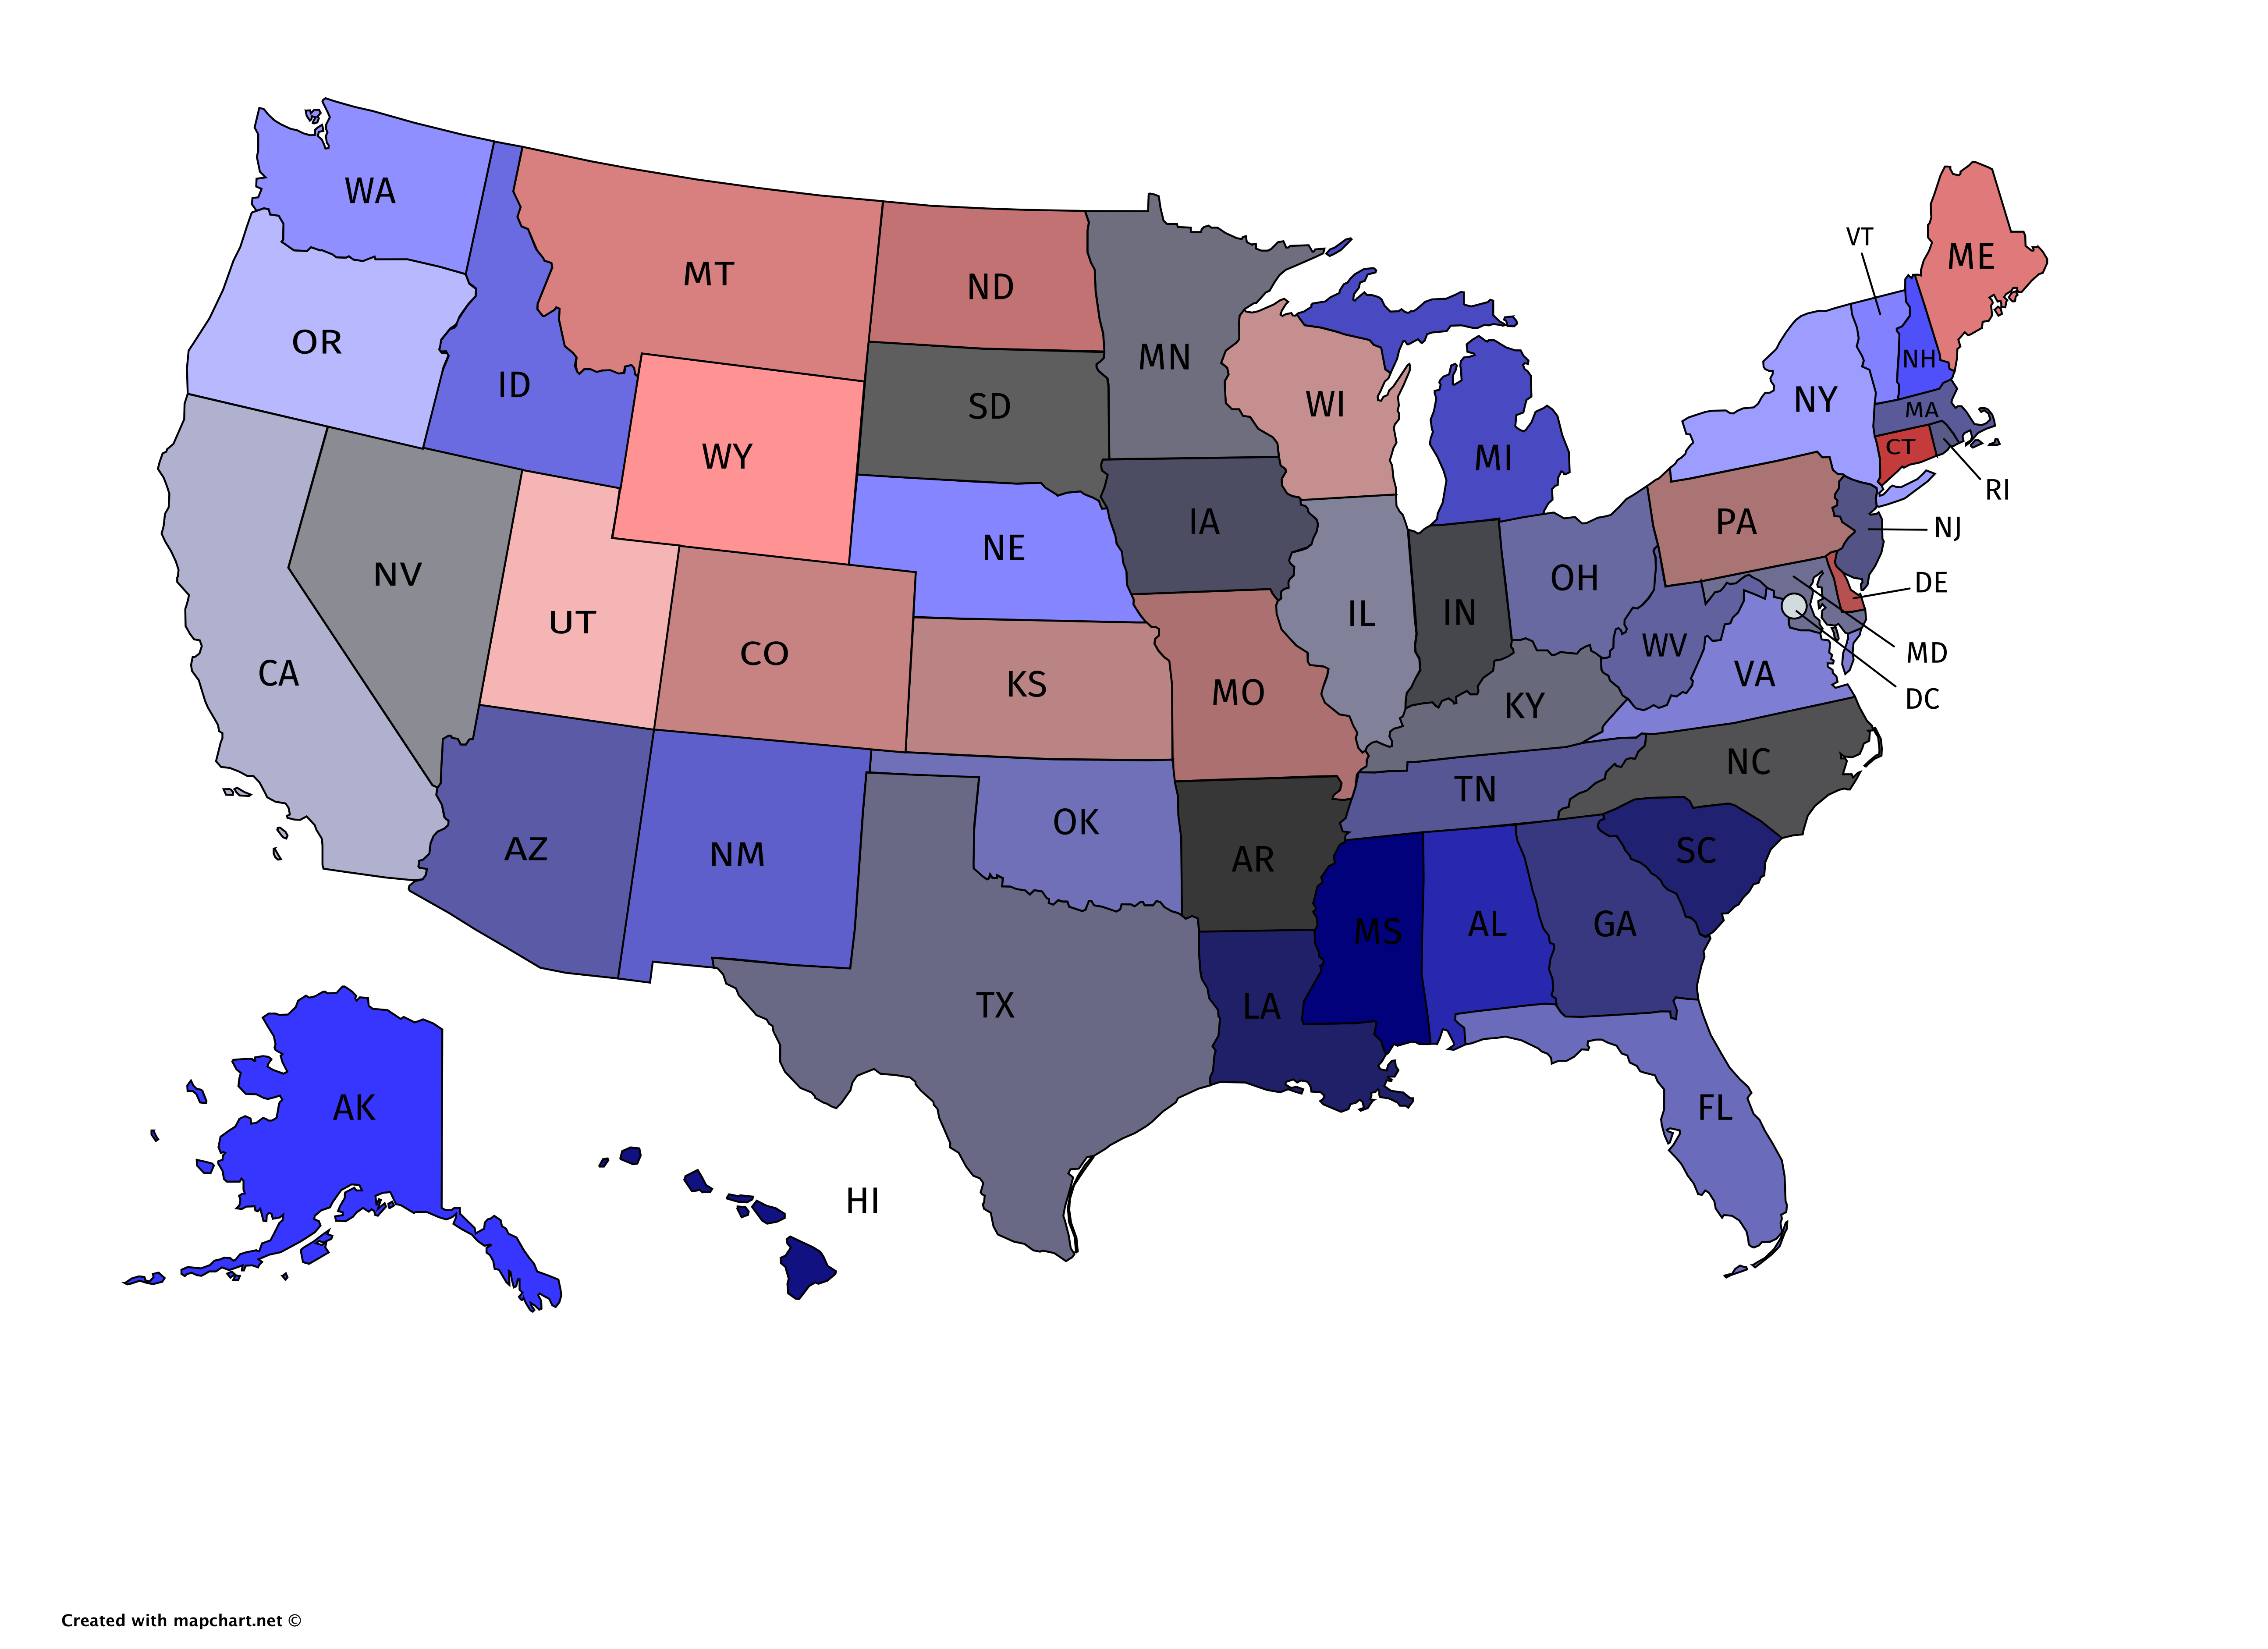 WA
MT
ND
ME
VT
OR
ID
MN
SD
WI
NH
NY
MA
WY
MI
CT
RI
PA
IA
NJ
NE
NV
OH
DE
IN
IL
UT
WV
CO
MD
CA
VA
KS
MO
DC
KY
NC
TN
OK
AZ
NM
SC
AR
AL
GA
MS
TX
LA
AK
FL
HI
Created with mapchart.net ©